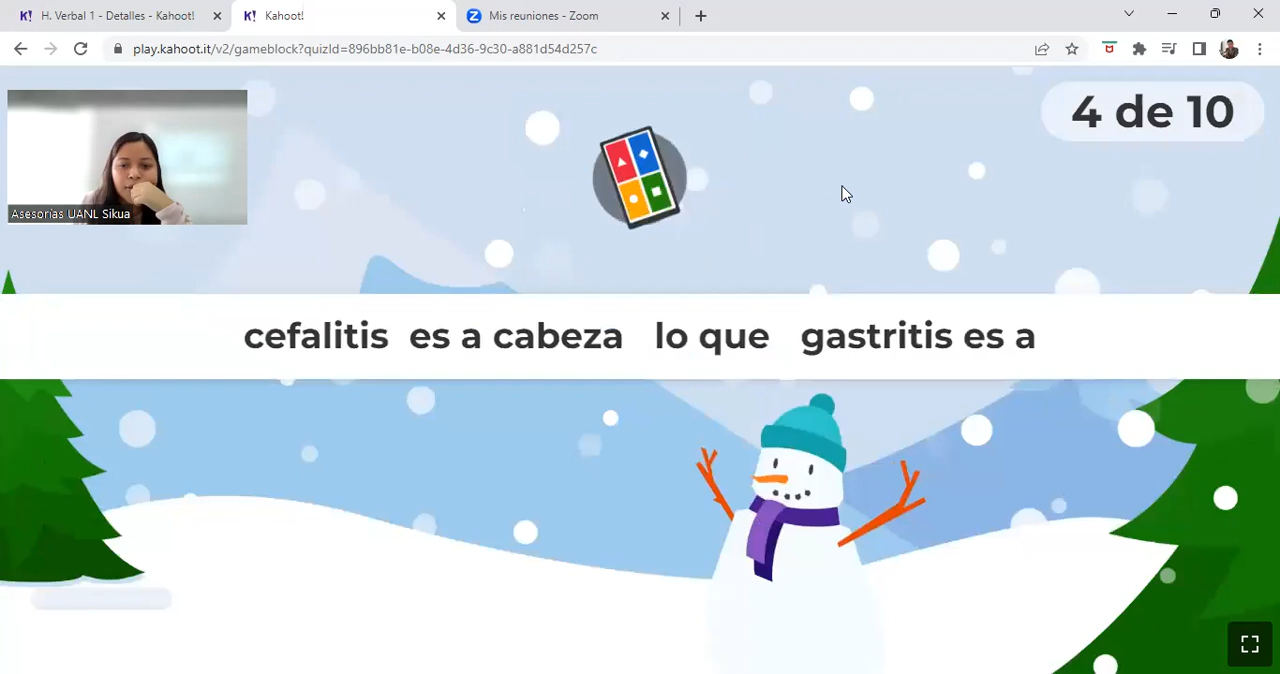 K! H. Verbal 1 - Detalles - Kahoot!
K! Kahoot!
Z Mis reuniones - Zoom
play.kahoot.it/v2/gameblock?quizId=896bb81e-b08e-4d36-9c30-a881d54d257c
4 de 10
Asesorías UANL Sikua
cefalitis es a cabeza lo que gastritis es a